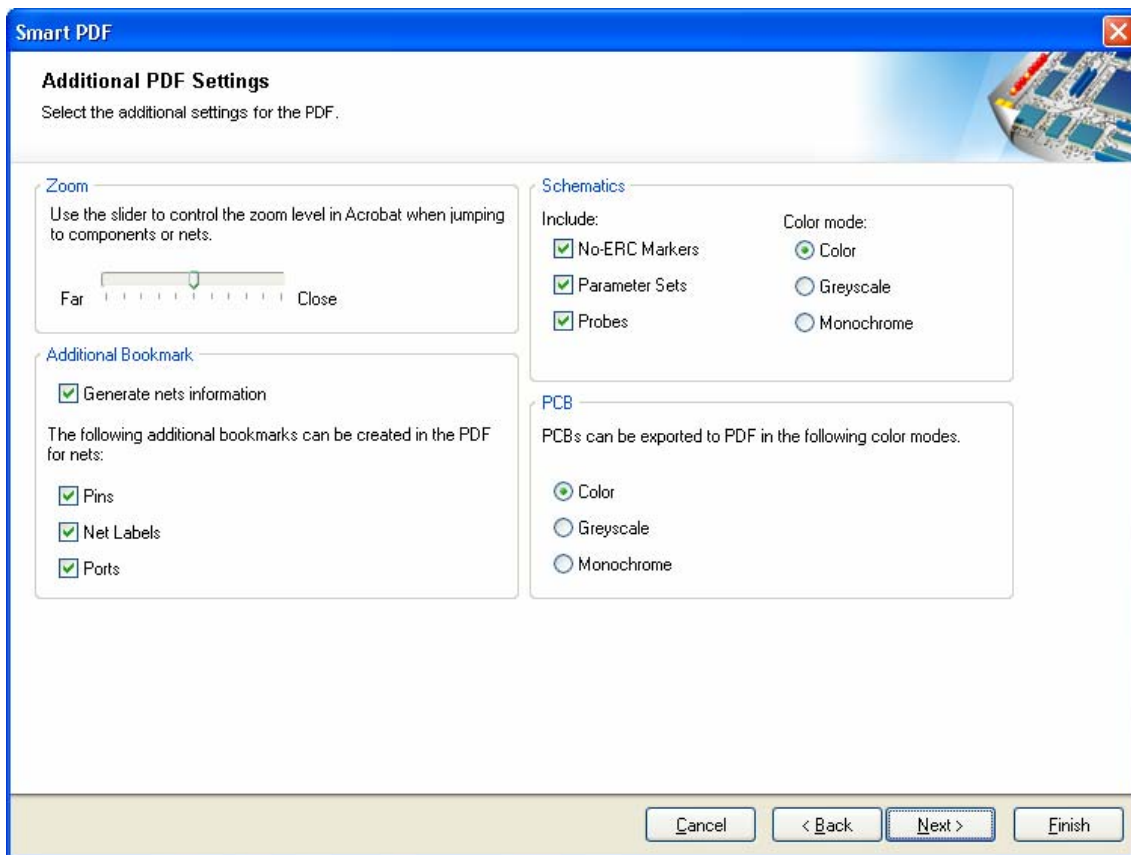 Smart PDF
Additional PDF Settings
Select the additional settings for the PDF.
Zoom
Use the slider to control the zoom level in Acrobat when jumping
to components or nets.
Far Close
Additional Bookmark
Generate nets information
The following additional bookmarks can be created in the PDF
for nets:
Pins
Net Labels
Ports
Schematics
Include: Color mode:
No-ERC Markers Color
Parameter Sets Greyscale
Probes Monochrome
PCB
PCBs can be exported to PDF in the following color modes.
Color
Greyscale
Monochrome
Cancel < Back Next > Finish